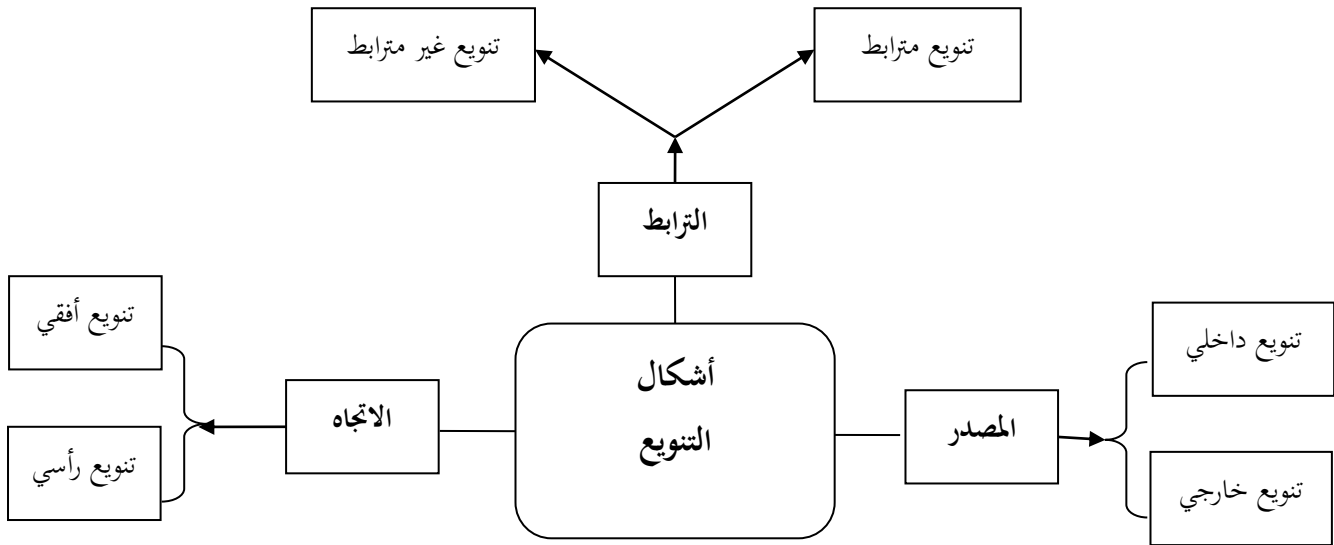 تنويع مترابط
تنويع غير مترابط
الترابط
تنويع داخلي
تنويع أفقي
أشكال
التنويع
المصدر
الاتجاه
تنويع خارجي
تنويع رأسي